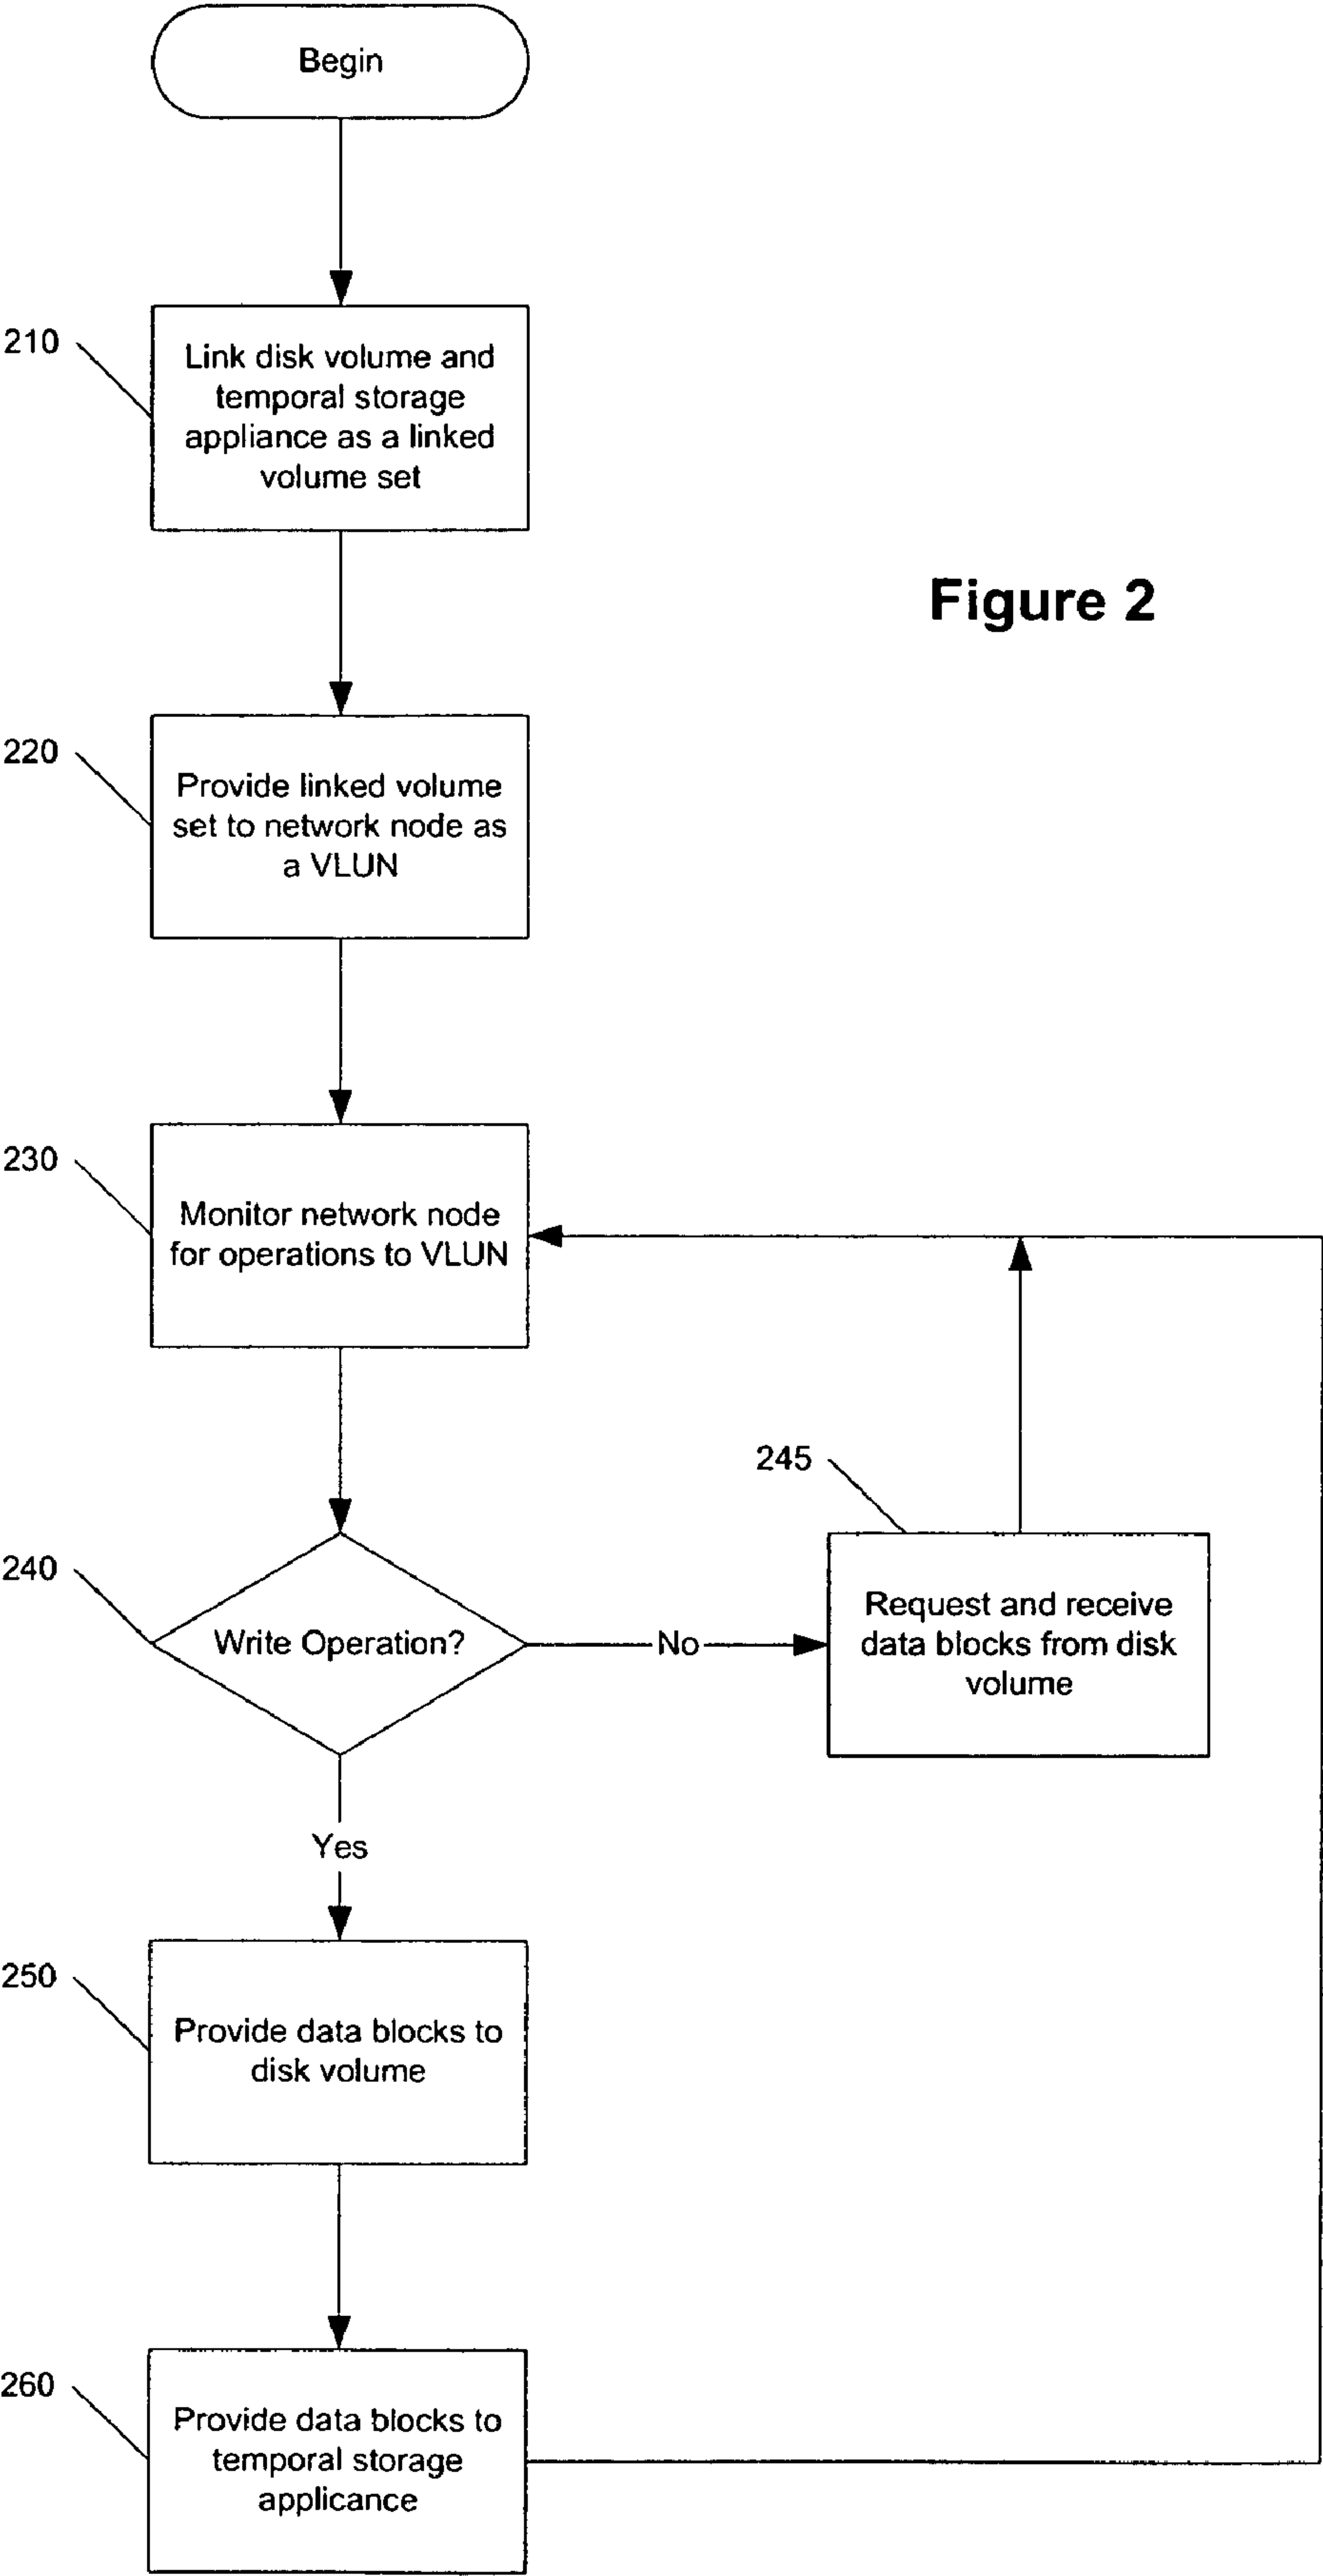 Begin
210
Link disk volume and
temporal storage
appliance as a linked
volume set
Figure 2
220
Provide linked volume
set to network node as
a VLUN
230
Monitor network node
for operations to VLUN
245
240
Write Operation?
No
Request and receive
data blocks from disk
volume
Yes
250
Provide data blocks to
disk volume
260
Provide data blocks to
temporal storage
applicance